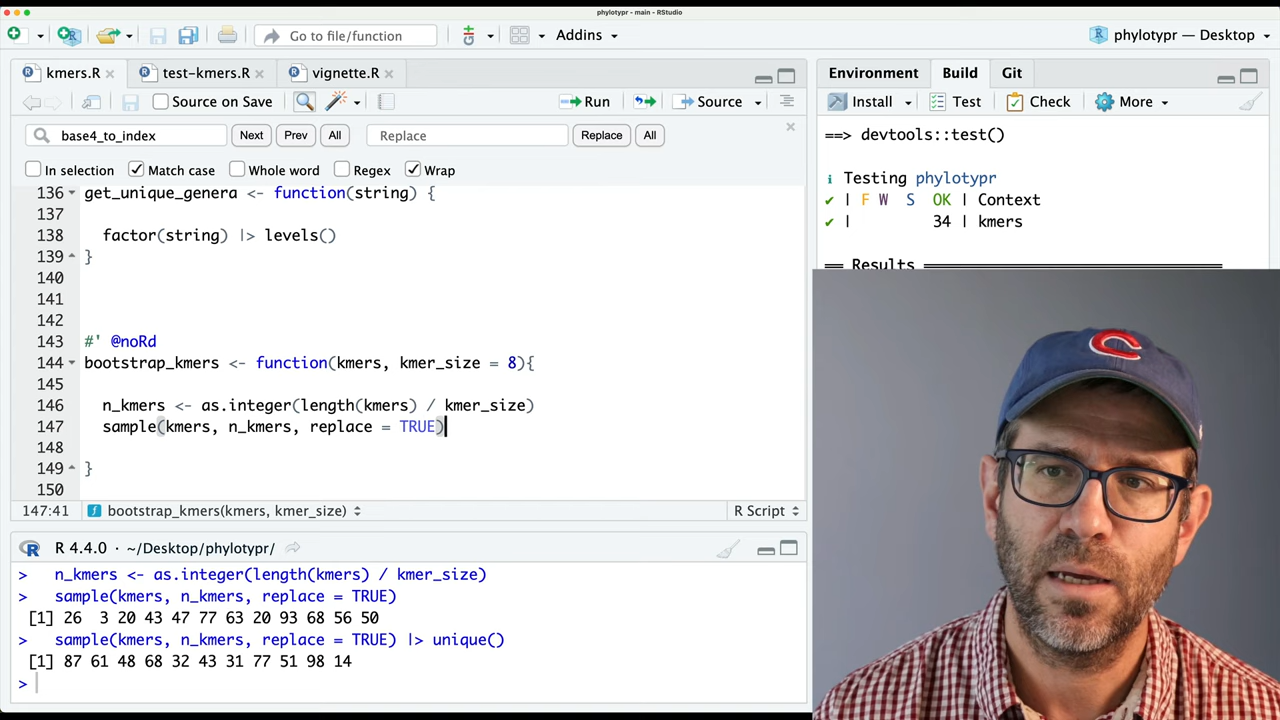 phylotypr - main - RStudio
Go to file/function
Addins
phylotypr — Desktop
kmers.R
test-kmers.R
vignette.R
Source on Save
Run
Source
base4_to_index
Next
Prev
All
Replace
Replace
All
In selection
Match case
Whole word
Regex
Wrap
136 get_unique_genera <- function(string) {
137
138 factor(string) |> levels()
139 }
140
141
142
143 #' @noRd
144 bootstrap_kmers <- function(kmers, kmer_size = 8){
145
146 n_kmers <- as.integer(length(kmers) / kmer_size)
147 sample(kmers, n_kmers, replace = TRUE)
148
149 }
150
147:41 bootstrap_kmers(kmers, kmer_size) R Script
R 4.4.0 · ~/Desktop/phylotypr/
> n_kmers <- as.integer(length(kmers) / kmer_size)
> sample(kmers, n_kmers, replace = TRUE)
[1] 26 3 20 43 47 77 63 20 93 68 56 50
> sample(kmers, n_kmers, replace = TRUE) |> unique()
[1] 87 61 48 68 32 43 31 77 51 98 14
>
Environment
Build
Git
Install
Test
Check
More
==> devtools::test()
i Testing phylotypr
✔ | F W S OK | Context
✔ | 34 | kmers
══ Results ══════════════════════
C